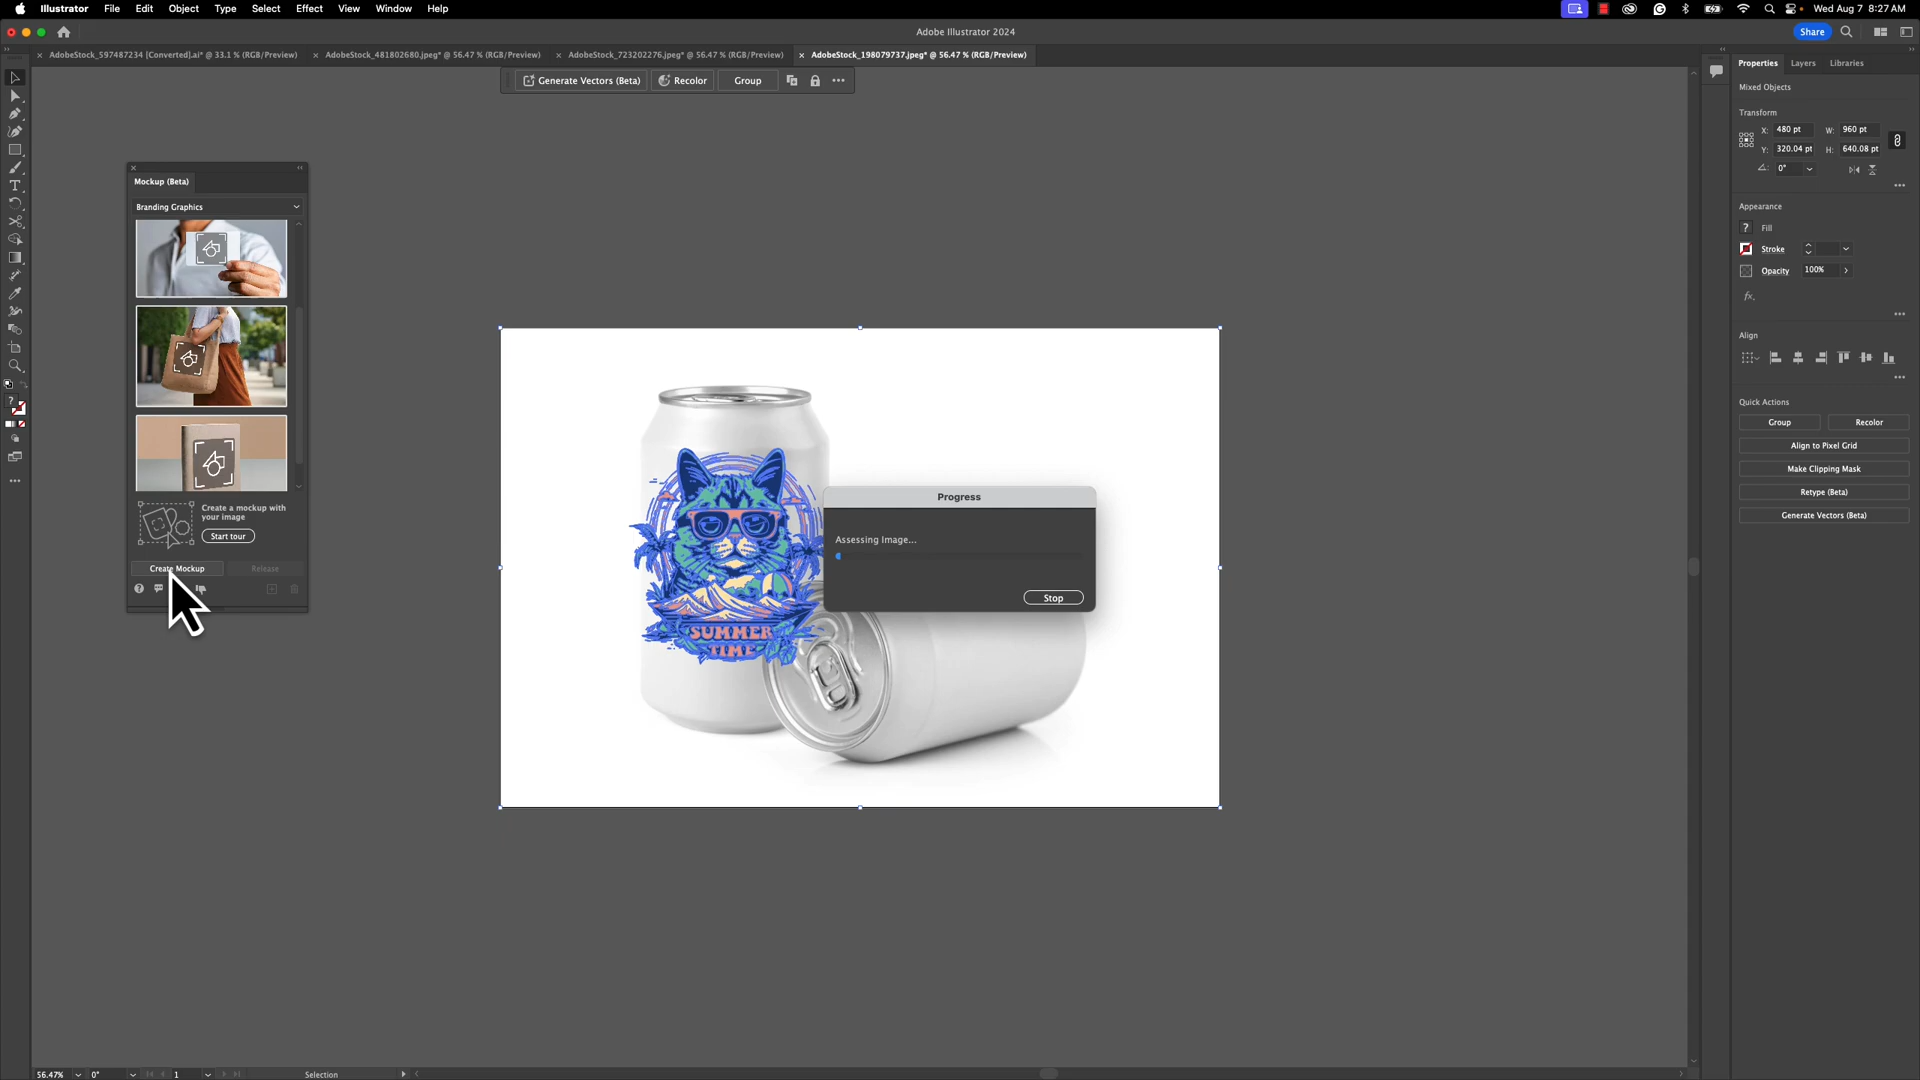 Illustrator File Edit Object Type Select Effect View Window Help
Wed Aug 7 8:27 AM
Adobe Illustrator 2024
Share
AdobeStock_597487234 [Converted].ai* @ 33.1 % (RGB/Preview)
AdobeStock_481802680.jpeg* @ 56.47 % (RGB/Preview)
AdobeStock_723202276.jpeg* @ 56.47 % (RGB/Preview)
AdobeStock_198079737.jpeg* @ 56.47 % (RGB/Preview)
Generate Vectors (Beta) Recolor Group
Mockup (Beta)
Branding Graphics
Create a mockup with
your image
Start tour
Create Mockup Release
SUMMER
TIME
Progress
Assessing Image...
Stop
Properties Layers Libraries
Mixed Objects
Transform
X: 480 pt W: 960 pt
Y: 320.04 pt H: 640.08 pt
0°
Appearance
? Fill
Stroke
Opacity 100%
fx.
Align
Quick Actions
Group Recolor
Align to Pixel Grid
Make Clipping Mask
Retype (Beta)
Generate Vectors (Beta)
56.47% 0° 1 Selection